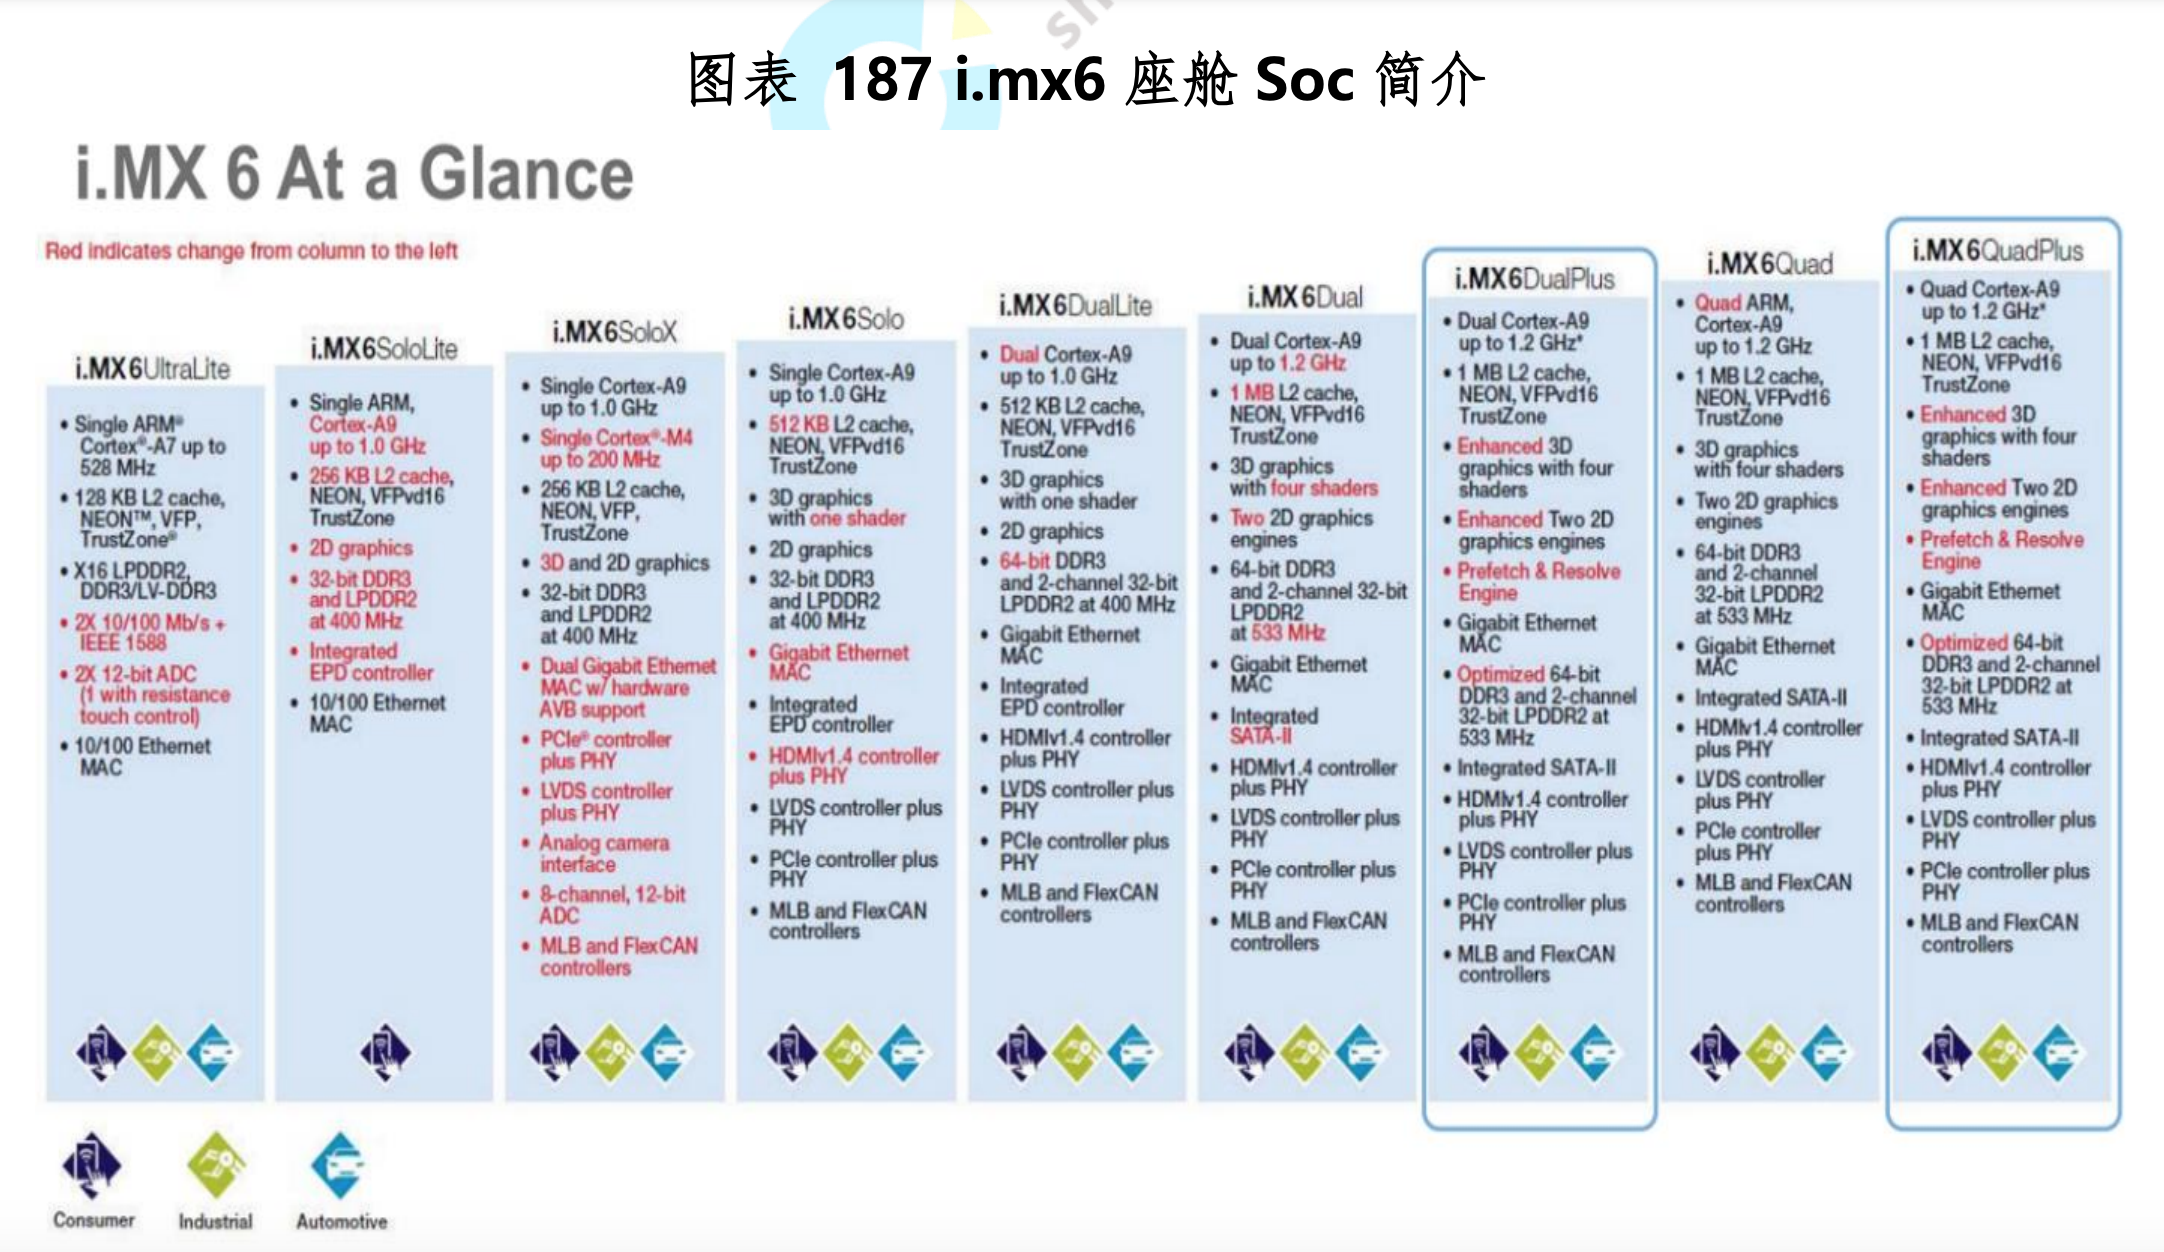 图表 187 i.mx6 座舱 Soc 简介
i.MX 6 At a Glance
Red indicates change from column to the left
i.MX6UltraLite
• Single ARM®
Cortex®-A7 up to
528 MHz
• 128 KB L2 cache,
NEON™, VFP,
TrustZone®
• X16 LPDDR2,
DDR3/LV-DDR3
• 2X 10/100 Mb/s +
IEEE 1588
• 2X 12-bit ADC
(1 with resistance
touch control)
• 10/100 Ethernet
MAC
i.MX6SoloLite
• Single ARM,
Cortex-A9
up to 1.0 GHz
• 256 KB L2 cache,
NEON, VFPvd16
TrustZone
• 2D graphics
• 32-bit DDR3
and LPDDR2
at 400 MHz
• Integrated
EPD controller
• 10/100 Ethernet
MAC
i.MX6SoloX
• Single Cortex-A9
up to 1.0 GHz
• Single Cortex®-M4
up to 200 MHz
• 256 KB L2 cache,
NEON, VFP,
TrustZone
• 3D and 2D graphics
• 32-bit DDR3
and LPDDR2
at 400 MHz
• Dual Gigabit Ethernet
MAC w/ hardware
AVB support
• PCIe® controller
plus PHY
• LVDS controller
plus PHY
• Analog camera
interface
• 8-channel, 12-bit
ADC
• MLB and FlexCAN
controllers
i.MX6Solo
• Single Cortex-A9
up to 1.0 GHz
• 512 KB L2 cache,
NEON, VFPvd16
TrustZone
• 3D graphics
with one shader
• 2D graphics
• 32-bit DDR3
and LPDDR2
at 400 MHz
• Gigabit Ethernet
MAC
• Integrated
EPD controller
• HDMIv1.4 controller
plus PHY
• LVDS controller plus
PHY
• PCIe controller plus
PHY
• MLB and FlexCAN
controllers
i.MX6DualLite
• Dual Cortex-A9
up to 1.0 GHz
• 512 KB L2 cache,
NEON, VFPvd16
TrustZone
• 3D graphics
with one shader
• 2D graphics
• 64-bit DDR3
and 2-channel 32-bit
LPDDR2 at 400 MHz
• Gigabit Ethernet
MAC
• Integrated
EPD controller
• HDMIv1.4 controller
plus PHY
• LVDS controller plus
PHY
• PCIe controller plus
PHY
• MLB and FlexCAN
controllers
i.MX6Dual
• Dual Cortex-A9
up to 1.2 GHz
• 1 MB L2 cache,
NEON, VFPvd16
TrustZone
• 3D graphics
with four shaders
• Two 2D graphics
engines
• 64-bit DDR3
and 2-channel 32-bit
LPDDR2
at 533 MHz
• Gigabit Ethernet
MAC
• Integrated
SATA-II
• HDMIv1.4 controller
plus PHY
• LVDS controller plus
PHY
• PCIe controller plus
PHY
• MLB and FlexCAN
controllers
i.MX6DualPlus
• Dual Cortex-A9
up to 1.2 GHz*
• 1 MB L2 cache,
NEON, VFPvd16
TrustZone
• Enhanced 3D
graphics with four
shaders
• Enhanced Two 2D
graphics engines
• Prefetch & Resolve
Engine
• Gigabit Ethernet
MAC
• Optimized 64-bit
DDR3 and 2-channel
32-bit LPDDR2 at
533 MHz
• Integrated SATA-II
• HDMIv1.4 controller
plus PHY
• LVDS controller plus
PHY
• PCIe controller plus
PHY
• MLB and FlexCAN
controllers
i.MX6Quad
• Quad ARM,
Cortex-A9
up to 1.2 GHz
• 1 MB L2 cache,
NEON, VFPvd16
TrustZone
• 3D graphics
with four shaders
• Two 2D graphics
engines
• 64-bit DDR3
and 2-channel
32-bit LPDDR2
at 533 MHz
• Gigabit Ethernet
MAC
• Integrated SATA-II
• HDMIv1.4 controller
plus PHY
• LVDS controller
plus PHY
• PCIe controller
plus PHY
• MLB and FlexCAN
controllers
i.MX6QuadPlus
• Quad Cortex-A9
up to 1.2 GHz*
• 1 MB L2 cache,
NEON, VFPvd16
TrustZone
• Enhanced 3D
graphics with four
shaders
• Enhanced Two 2D
graphics engines
• Prefetch & Resolve
Engine
• Gigabit Ethernet
MAC
• Optimized 64-bit
DDR3 and 2-channel
32-bit LPDDR2 at
533 MHz
• Integrated SATA-II
• HDMIv1.4 controller
plus PHY
• LVDS controller plus
PHY
• PCIe controller plus
PHY
• MLB and FlexCAN
controllers
Consumer
Industrial
Automotive